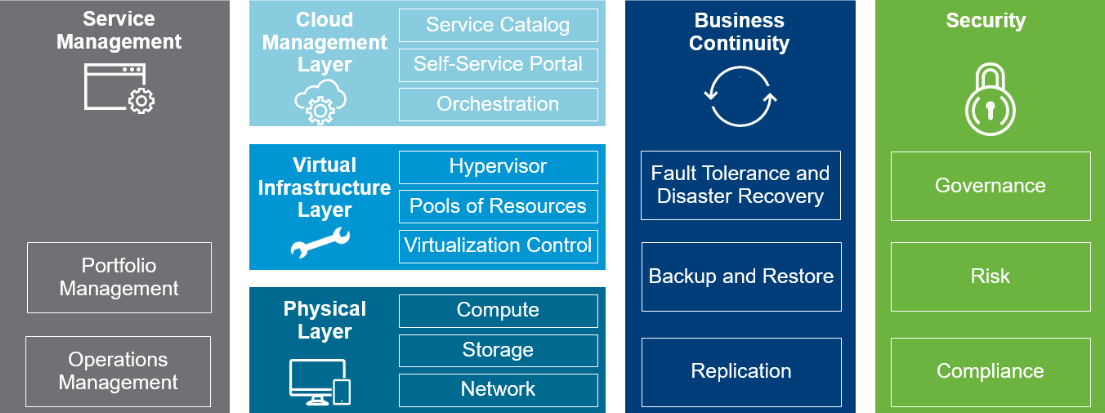 Service
Management
Portfolio
Management
Operations
Management
Cloud
Management
Layer
Service Catalog
Self-Service Portal
Orchestration
Virtual
Infrastructure
Layer
Hypervisor
Pools of Resources
Virtualization Control
Physical
Layer
Compute
Storage
Network
Business
Continuity
Fault Tolerance and
Disaster Recovery
Backup and Restore
Replication
Security
Governance
Risk
Compliance